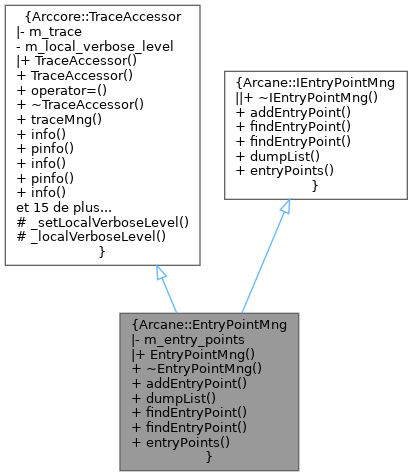 {Arccore::TraceAccessor
|- m_trace
- m_local_verbose_level
|+ TraceAccessor()
+ TraceAccessor()
+ operator=()
+ ~TraceAccessor()
+ traceMng()
+ info()
+ pinfo()
+ info()
+ pinfo()
+ info()
et 15 de plus...
# _setLocalVerboseLevel()
# _localVerboseLevel()
}
{Arcane::IEntryPointMng
||+ ~IEntryPointMng()
+ addEntryPoint()
+ findEntryPoint()
+ findEntryPoint()
+ dumpList()
+ entryPoints()
}
{Arcane::EntryPointMng
|- m_entry_points
|+ EntryPointMng()
+ ~EntryPointMng()
+ addEntryPoint()
+ dumpList()
+ findEntryPoint()
+ findEntryPoint()
+ entryPoints()
}